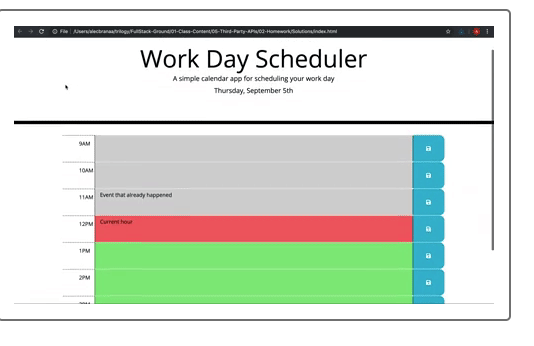 File /Users/alecbranaa/trilogy/FullStack-Ground/01-Class-Content/05-Third-Party-APIs/02-Homework/Solutions/index.html
Work Day Scheduler
A simple calendar app for scheduling your work day
Thursday, September 5th
9AM
10AM
11AM Event that already happened
12PM Current hour
1PM
2PM